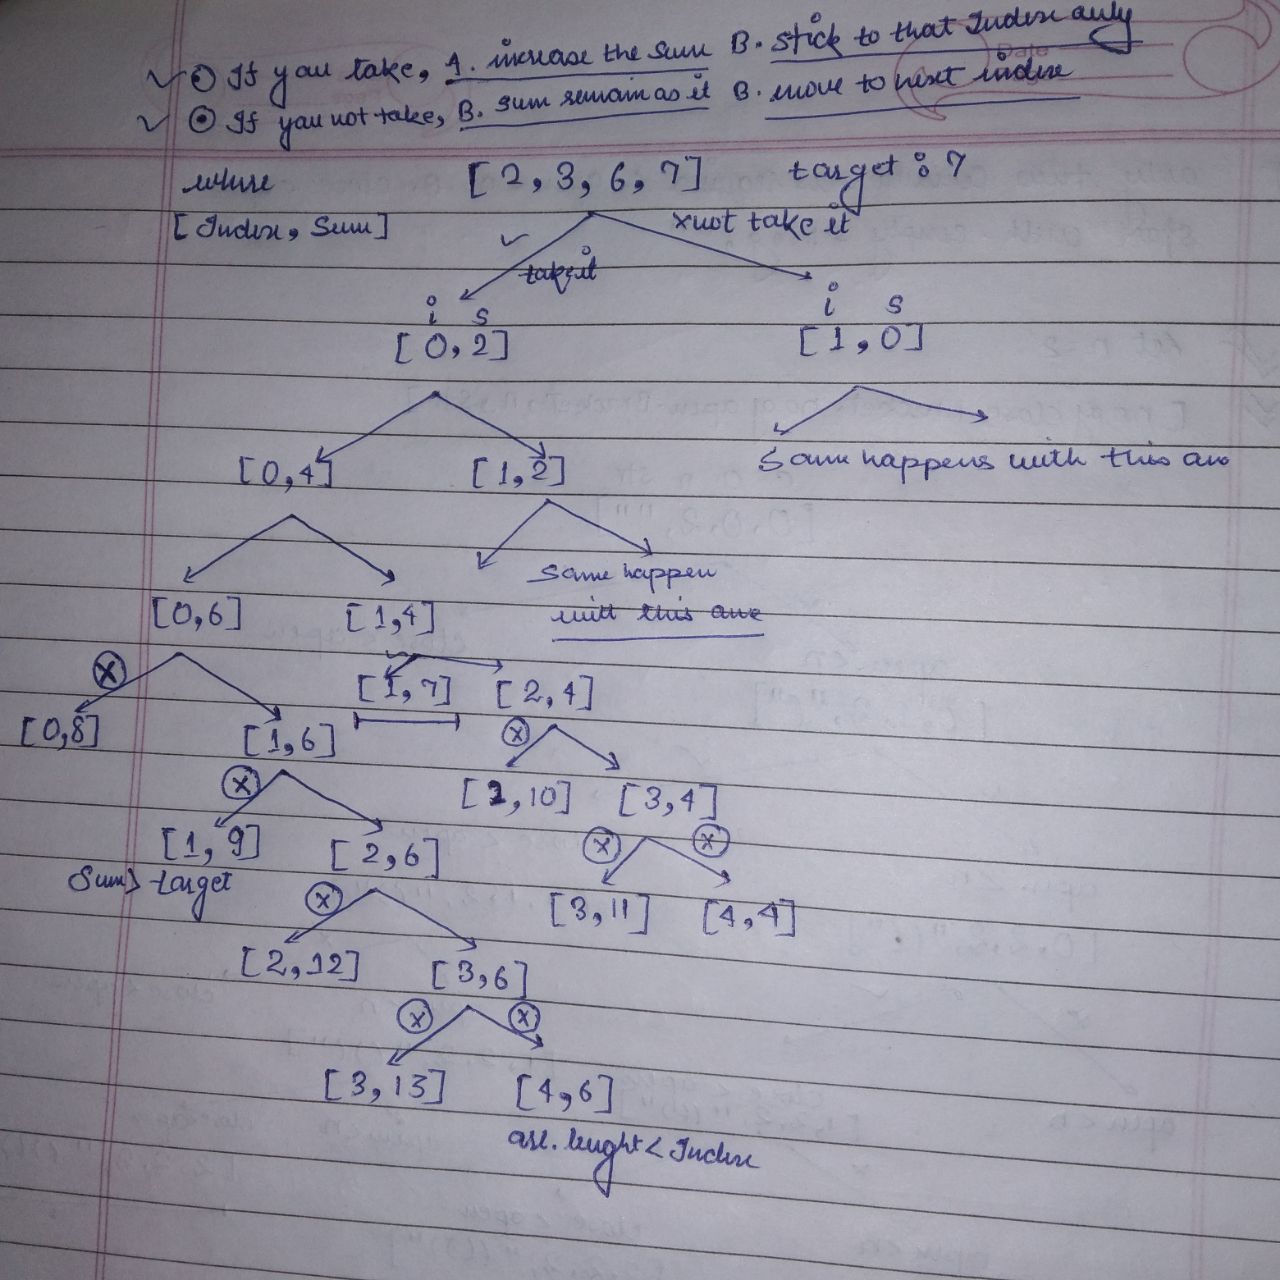 If you take, A. increase the sum B. stick to that Index only
If you not take, B. sum remain as it B. move to next index
where [2, 3, 6, 7] target : 7
[Index, Sum] ✓ xnot take it
take it
i s i s
[0, 2] [1, 0]
[0, 4] [1, 2] Same happens with this also
Same happen
[0, 6] [1, 4] with this one
[1, 7] [2, 4]
[0, 8] [1, 6]
[2, 10] [3, 4]
[1, 9] [2, 6]
Sum > target
[3, 11] [4, 4]
[2, 12] [3, 6]
[3, 13] [4, 6]
arr. lenght < Index